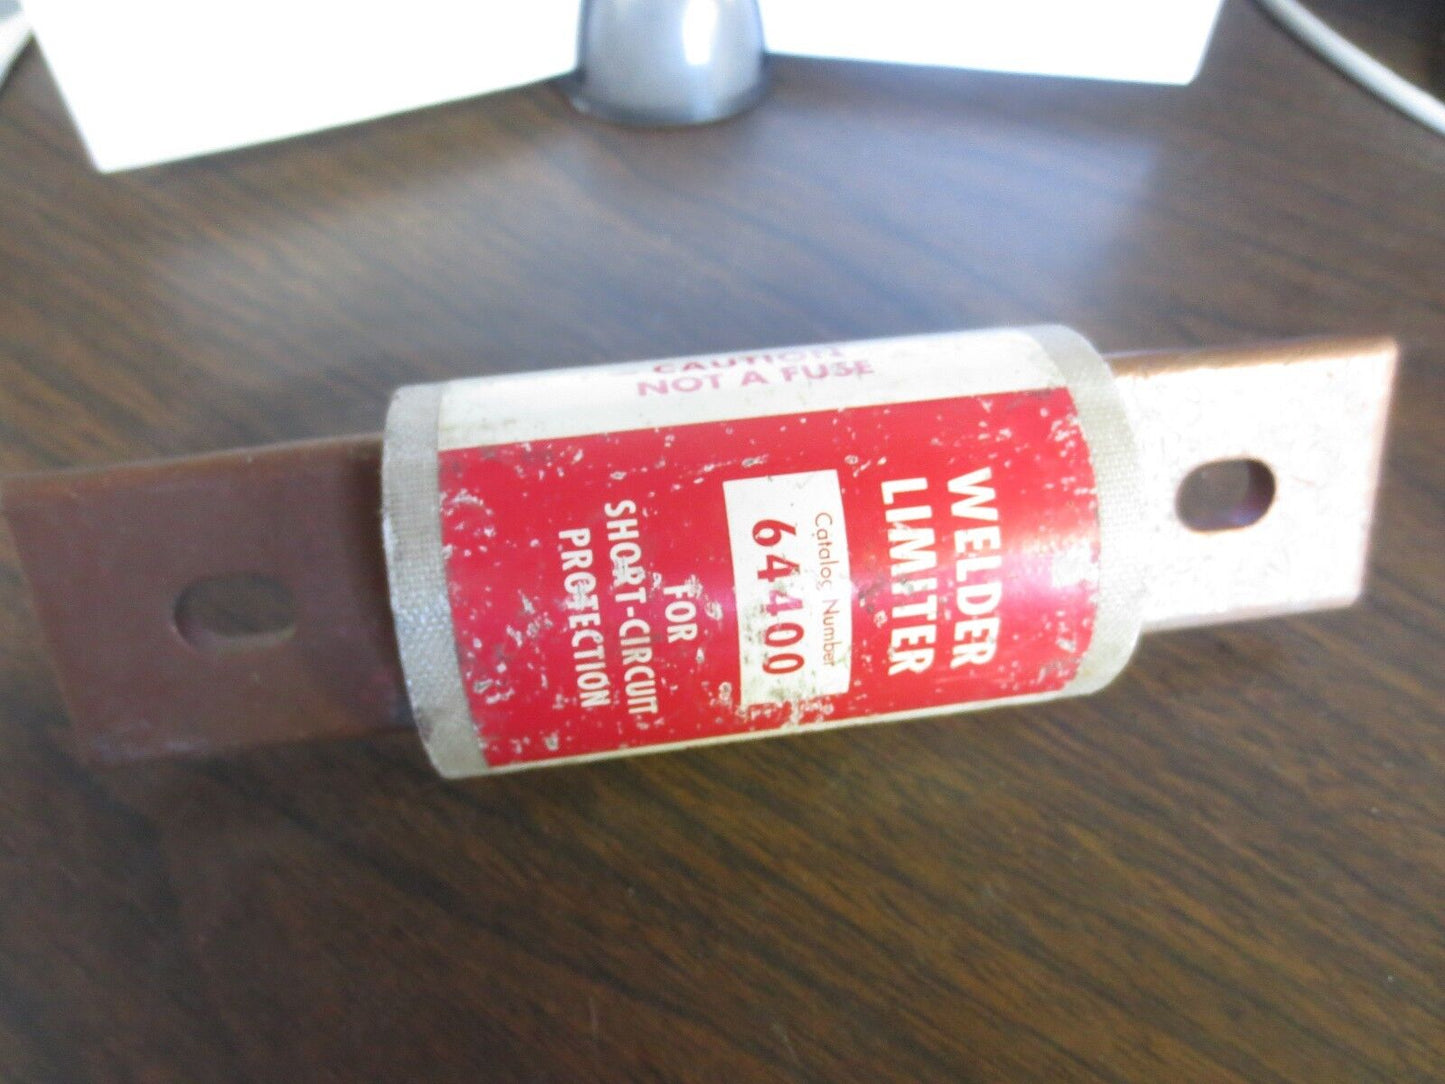 CAUTION
NOT A FUSE
WELDER
LIMITER
Catalog Number
64400
FOR
SHORT-CIRCUIT
PROTECTION